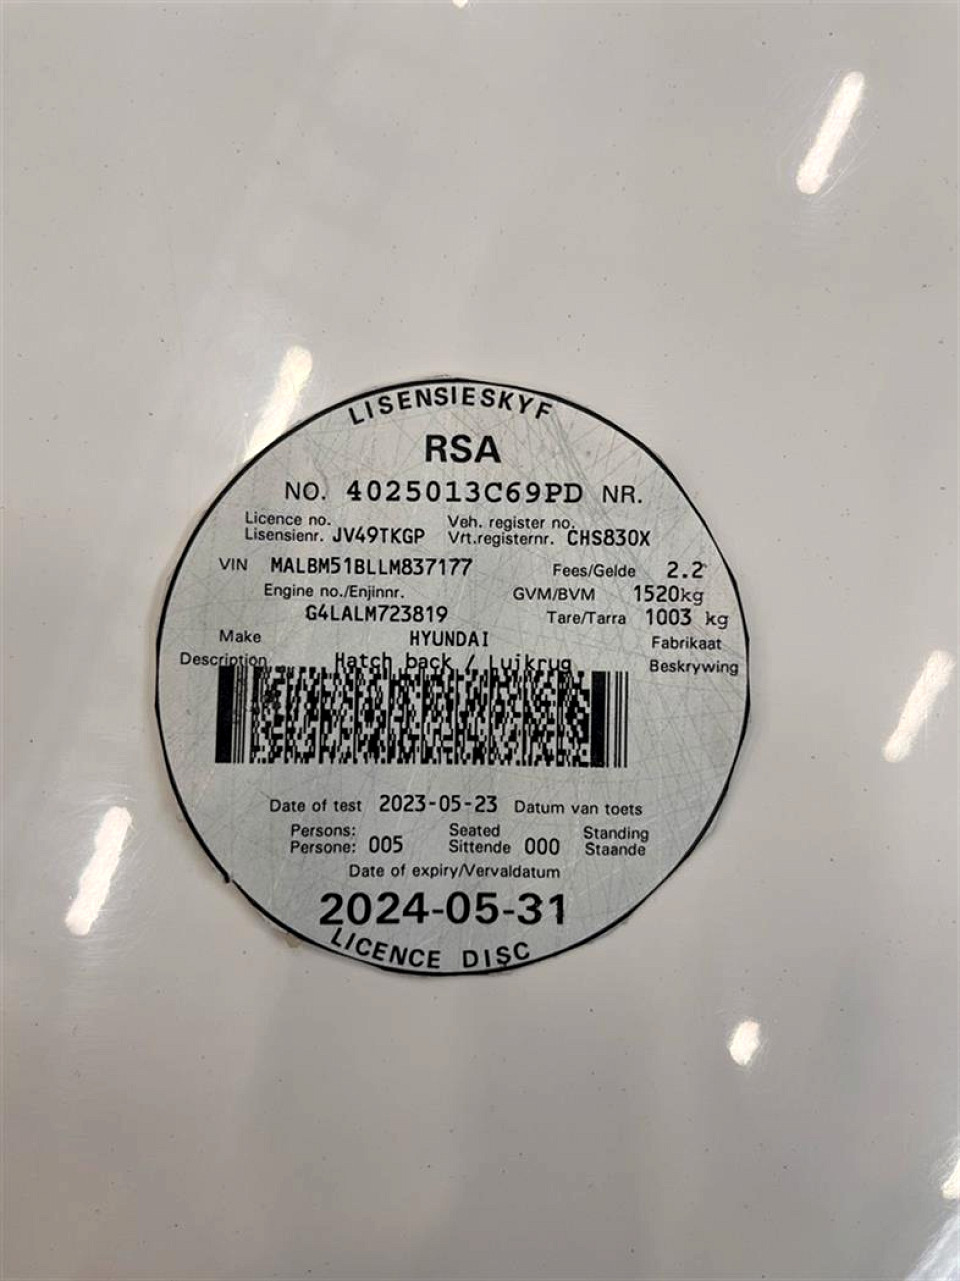 LISENSIESKYF
RSA
NO. 4025013C69PD NR.
Licence no. Veh. register no.
Lisensienr. JV49TKGP Vrt.registernr. CHS830X
VIN MALBM51BLLM837177 Fees/Gelde 2.2
Engine no./Enjinnr. GVM/BVM 1520kg
G4LALM723819 Tare/Tarra 1003 kg
Make HYUNDAI Fabrikaat
Description Hatch back / Luikrug Beskrywing
Date of test 2023-05-23 Datum van toets
Persons: Seated Standing
Persone: 005 Sittende 000 Staande
Date of expiry/Vervaldatum
2024-05-31
LICENCE DISC